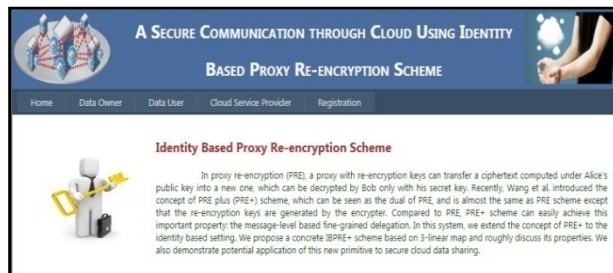 A SECURE COMMUNICATION THROUGH CLOUD USING IDENTITY
BASED PROXY RE-ENCRYPTION SCHEME
Home Data Owner Data User Cloud Service Provider Registration
Identity Based Proxy Re-encryption Scheme
In proxy re-encryption (PRE), a proxy with re-encryption keys can transfer a ciphertext computed under Alice's
public key into a new one, which can be decrypted by Bob only with his secret key. Recently, Wang et al. introduced the
concept of PRE plus (PRE+) scheme, which can be seen as the dual of PRE, and is almost the same as PRE scheme except
that the re-encryption keys are generated by the encrypter. Compared to PRE, PRE+ scheme can easily achieve this
important property: the message-level based fine-grained delegation. In this system, we extend the concept of PRE+ to the
identity based setting. We propose a concrete IBPRE+ scheme based on 3-linear map and roughly discuss its properties. We
also demonstrate potential application of this new primitive to secure cloud data sharing.